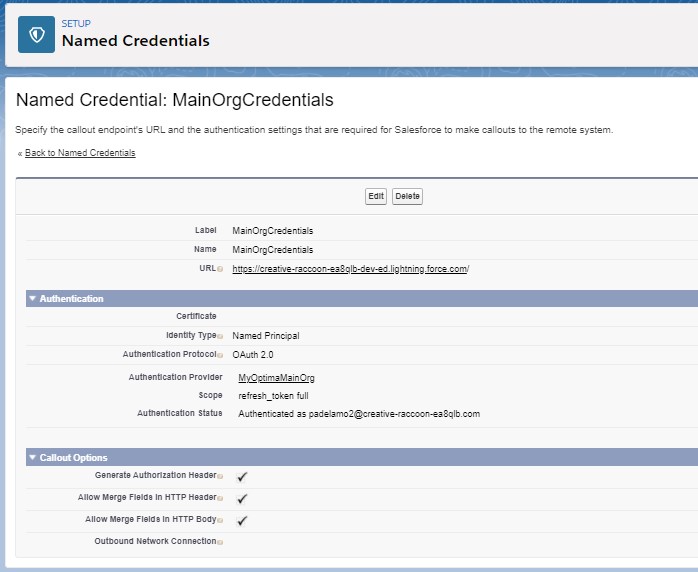 SETUP
Named Credentials
Named Credential: MainOrgCredentials
Specify the callout endpoint's URL and the authentication settings that are required for Salesforce to make callouts to the remote system.
« Back to Named Credentials
Edit Delete
Label MainOrgCredentials
Name MainOrgCredentials
URL https://creative-raccoon-ea8qlb-dev-ed.lightning.force.com/
Authentication
Certificate
Identity Type Named Principal
Authentication Protocol OAuth 2.0
Authentication Provider MyOptimaMainOrg
Scope refresh_token full
Authentication Status Authenticated as padelamo2@creative-raccoon-ea8qlb.com
Callout Options
Generate Authorization Header ✓
Allow Merge Fields in HTTP Header ✓
Allow Merge Fields in HTTP Body ✓
Outbound Network Connection